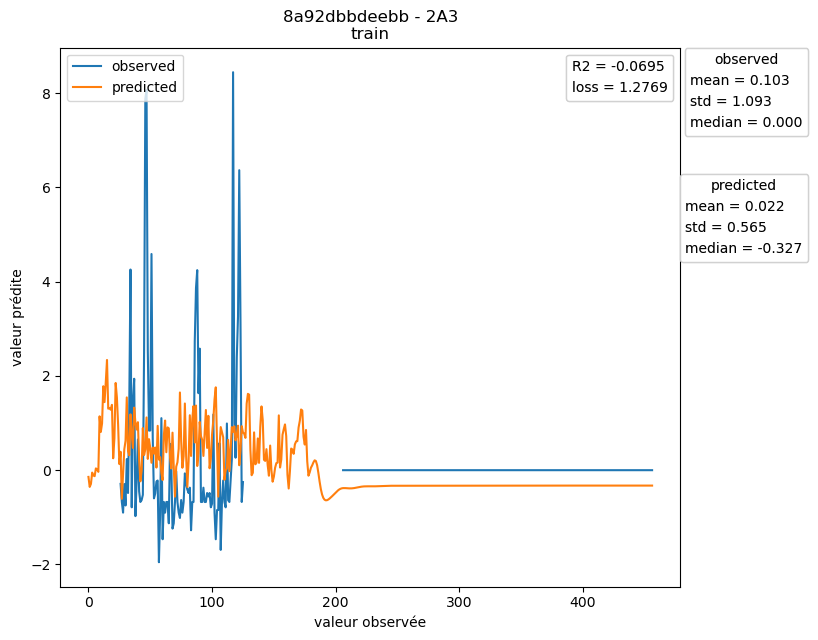 8a92dbbdeebb - 2A3
train
observed
predicted
R2 = -0.0695
loss = 1.2769
observed
mean = 0.103
std = 1.093
median = 0.000
predicted
mean = 0.022
std = 0.565
median = -0.327
valeur prédite
8
6
4
2
0
−2
0
100
200
300
400
valeur observée